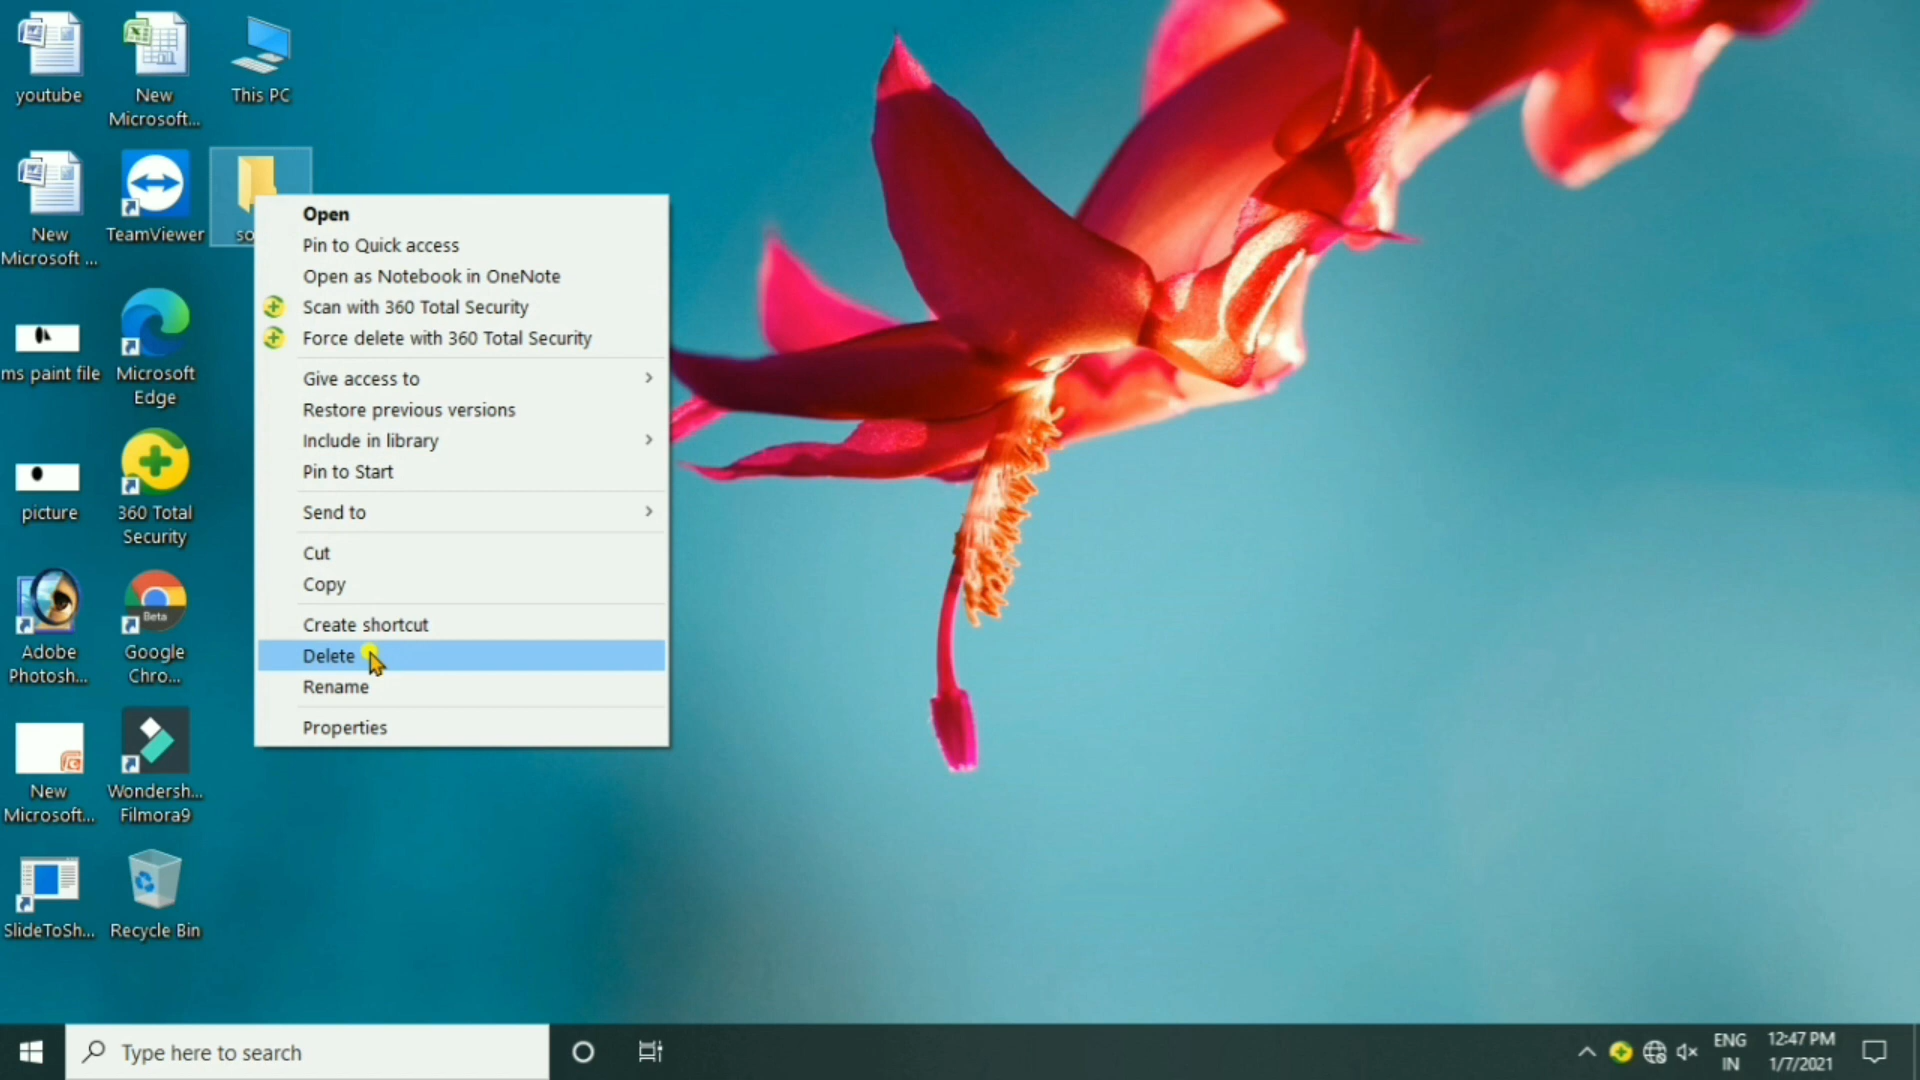 youtube
New
Microsoft...
This PC
New
Microsoft ...
TeamViewer
so
ms paint file
Microsoft
Edge
picture
360 Total
Security
Adobe
Photosh...
Beta
Google
Chro...
New
Microsoft...
Wondersh...
Filmora9
SlideToSh...
Recycle Bin
Open
Pin to Quick access
Open as Notebook in OneNote
Scan with 360 Total Security
Force delete with 360 Total Security
Give access to
Restore previous versions
Include in library
Pin to Start
Send to
Cut
Copy
Create shortcut
Delete
Rename
Properties
Type here to search
ENG
IN
12:47 PM
1/7/2021